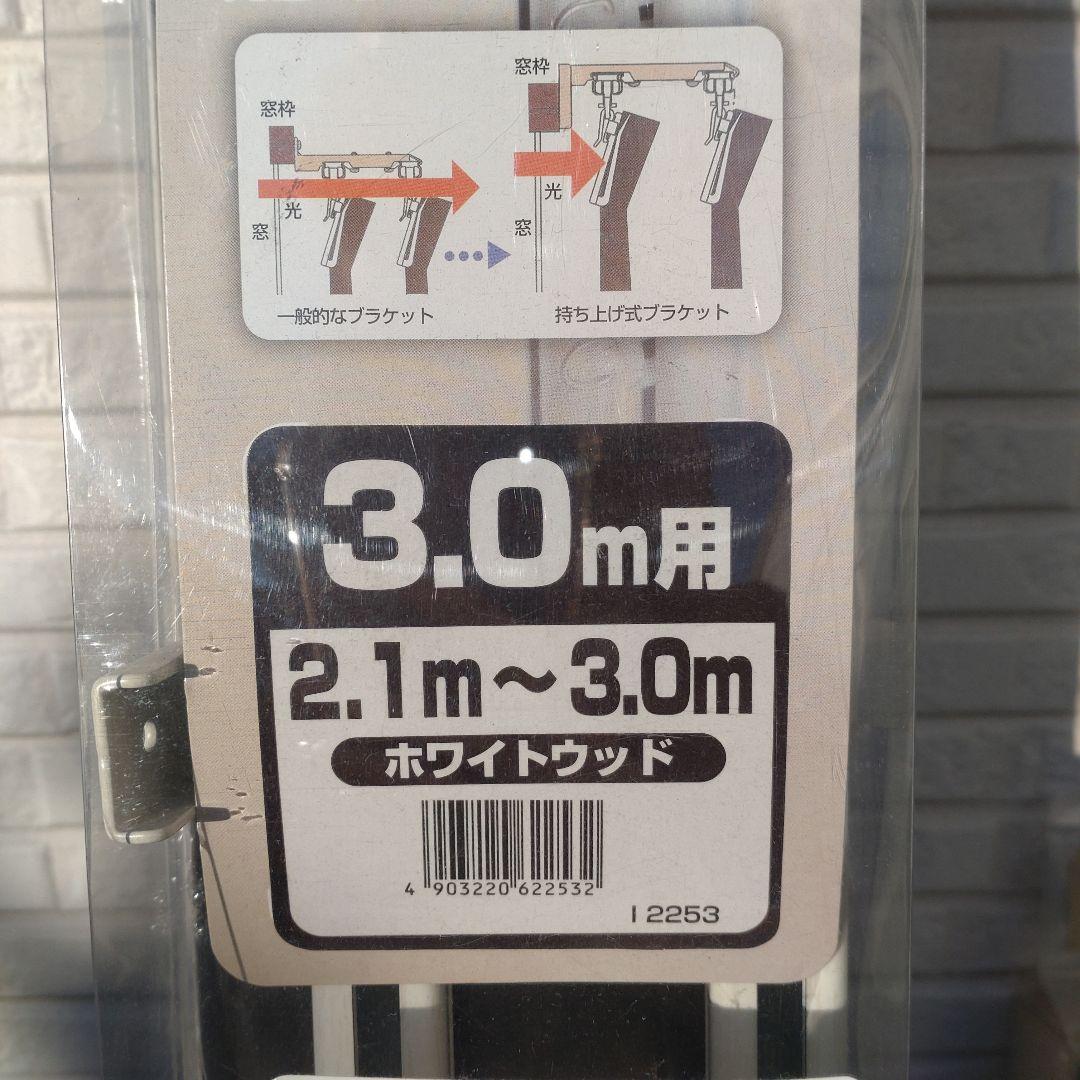 窓枠
光
窓
一般的なブラケット
窓枠
光
窓
持ち上げ式ブラケット
3.0m用
2.1m～3.0m
ホワイトウッド
4 903220 622532
I 2253